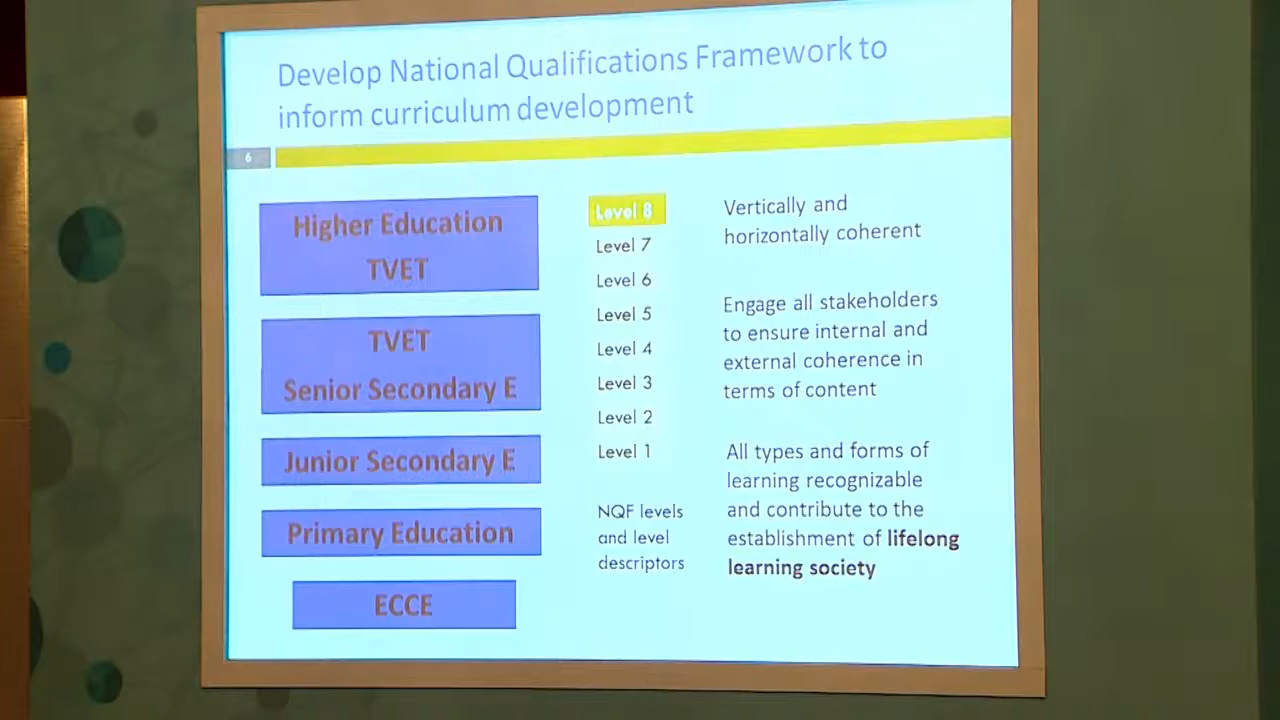 Develop National Qualifications Framework to
inform curriculum development
6
Higher Education
TVET
TVET
Senior Secondary E
Junior Secondary E
Primary Education
ECCE
Level 8
Level 7
Level 6
Level 5
Level 4
Level 3
Level 2
Level 1
NQF levels
and level
descriptors
Vertically and
horizontally coherent
Engage all stakeholders
to ensure internal and
external coherence in
terms of content
All types and forms of
learning recognizable
and contribute to the
establishment of lifelong
learning society